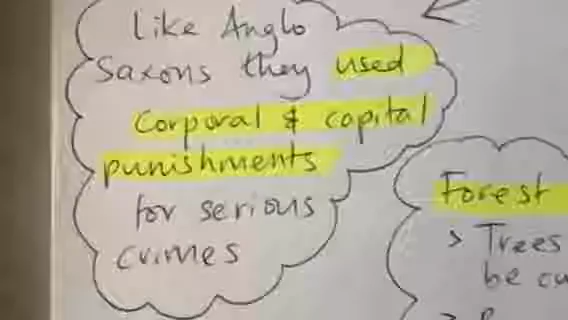 like Anglo
Saxons they used
corporal & capital
punishments
for serious
crimes
Forest
> Trees
be
>